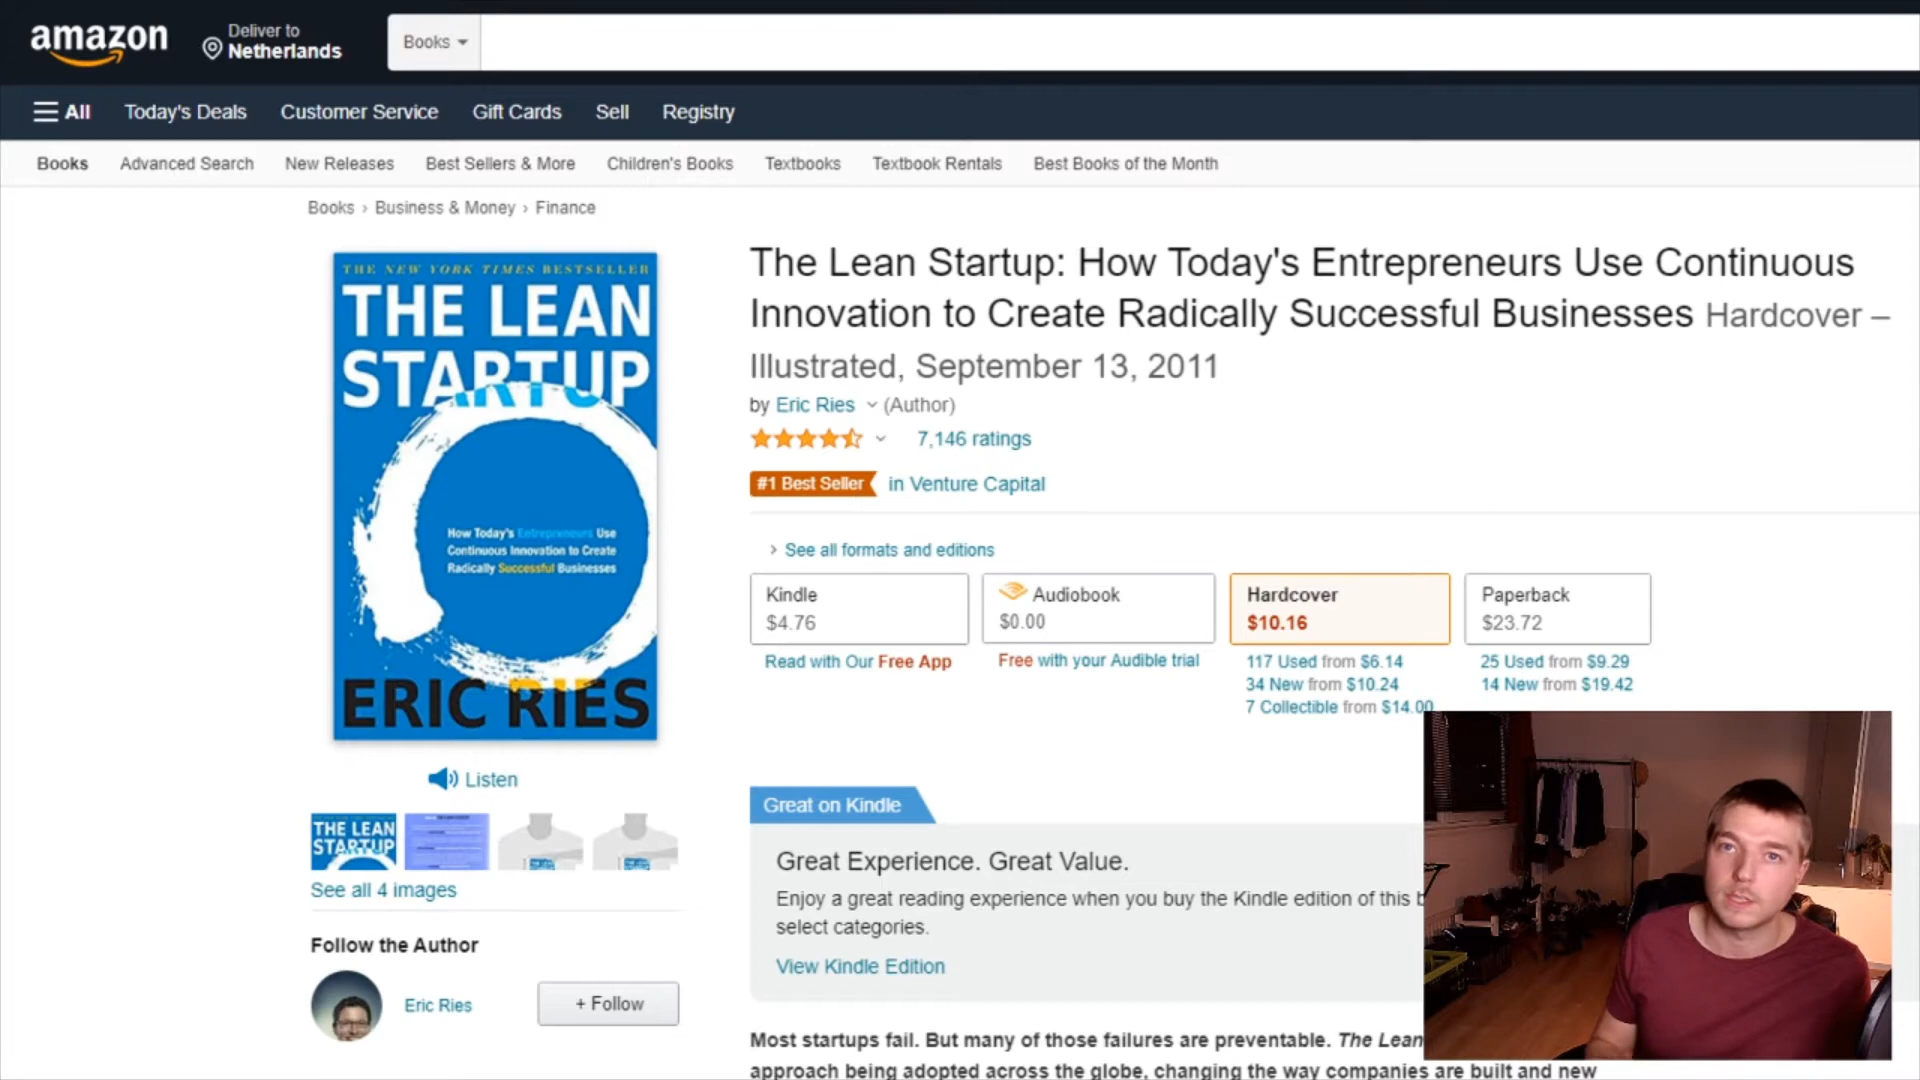 amazon
Deliver to
Netherlands
Books
All
Today's Deals
Customer Service
Gift Cards
Sell
Registry
Books
Advanced Search
New Releases
Best Sellers & More
Children's Books
Textbooks
Textbook Rentals
Best Books of the Month
Books › Business & Money › Finance
THE NEW YORK TIMES BESTSELLER
THE LEAN
STARTUP
How Today's Entrepreneurs Use
Continuous Innovation to Create
Radically Successful Businesses
ERIC RIES
Listen
THE LEAN
STARTUP
See all 4 images
Follow the Author
Eric Ries
+ Follow
The Lean Startup: How Today's Entrepreneurs Use Continuous
Innovation to Create Radically Successful Businesses Hardcover –
Illustrated, September 13, 2011
by Eric Ries (Author)
7,146 ratings
#1 Best Seller in Venture Capital
› See all formats and editions
Kindle
$4.76
Read with Our Free App
Audiobook
$0.00
Free with your Audible trial
Hardcover
$10.16
117 Used from $6.14
34 New from $10.24
7 Collectible from $14.00
Paperback
$23.72
25 Used from $9.29
14 New from $19.42
Great on Kindle
Great Experience. Great Value.
Enjoy a great reading experience when you buy the Kindle edition of this b
select categories.
View Kindle Edition
Most startups fail. But many of those failures are preventable. The Lean
approach being adopted across the globe, changing the way companies are built and new